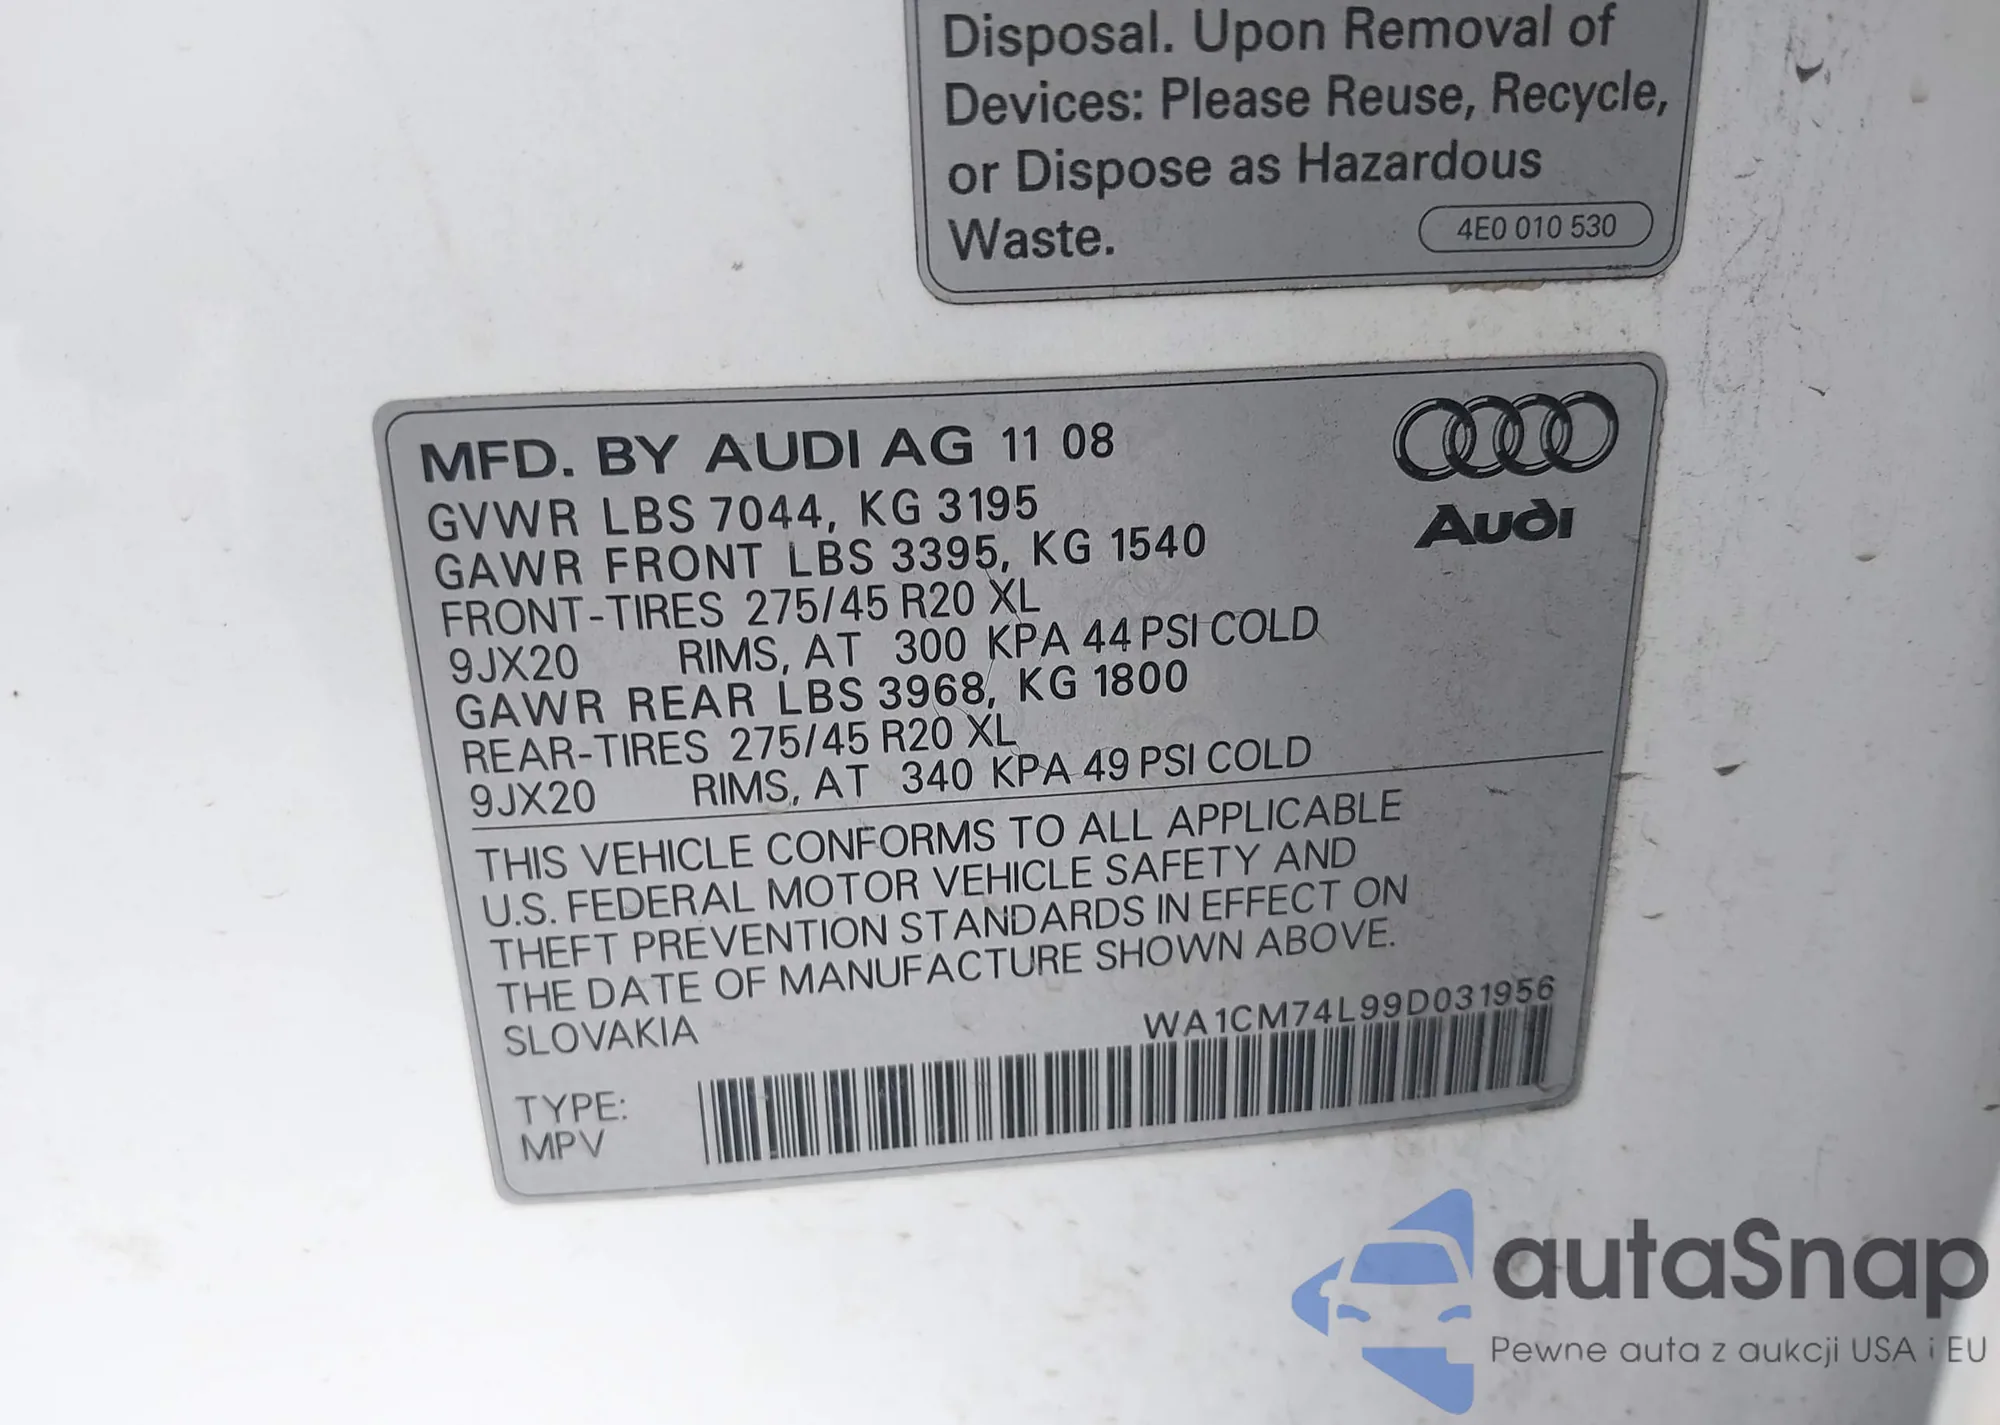 Disposal. Upon Removal of
Devices: Please Reuse, Recycle,
or Dispose as Hazardous
Waste.
4E0 010 530
MFD. BY AUDI AG 11 08
Audi
GVWR LBS 7044, KG 3195
GAWR FRONT LBS 3395, KG 1540
FRONT-TIRES 275/45 R20 XL
9JX20 RIMS, AT 300 KPA 44 PSI COLD
GAWR REAR LBS 3968, KG 1800
REAR-TIRES 275/45 R20 XL
9JX20 RIMS, AT 340 KPA 49 PSI COLD
THIS VEHICLE CONFORMS TO ALL APPLICABLE
U.S. FEDERAL MOTOR VEHICLE SAFETY AND
THEFT PREVENTION STANDARDS IN EFFECT ON
THE DATE OF MANUFACTURE SHOWN ABOVE.
SLOVAKIA
WA1CM74L99D031956
TYPE:
MPV
autaSnap
Pewne auta z aukcji USA i EU